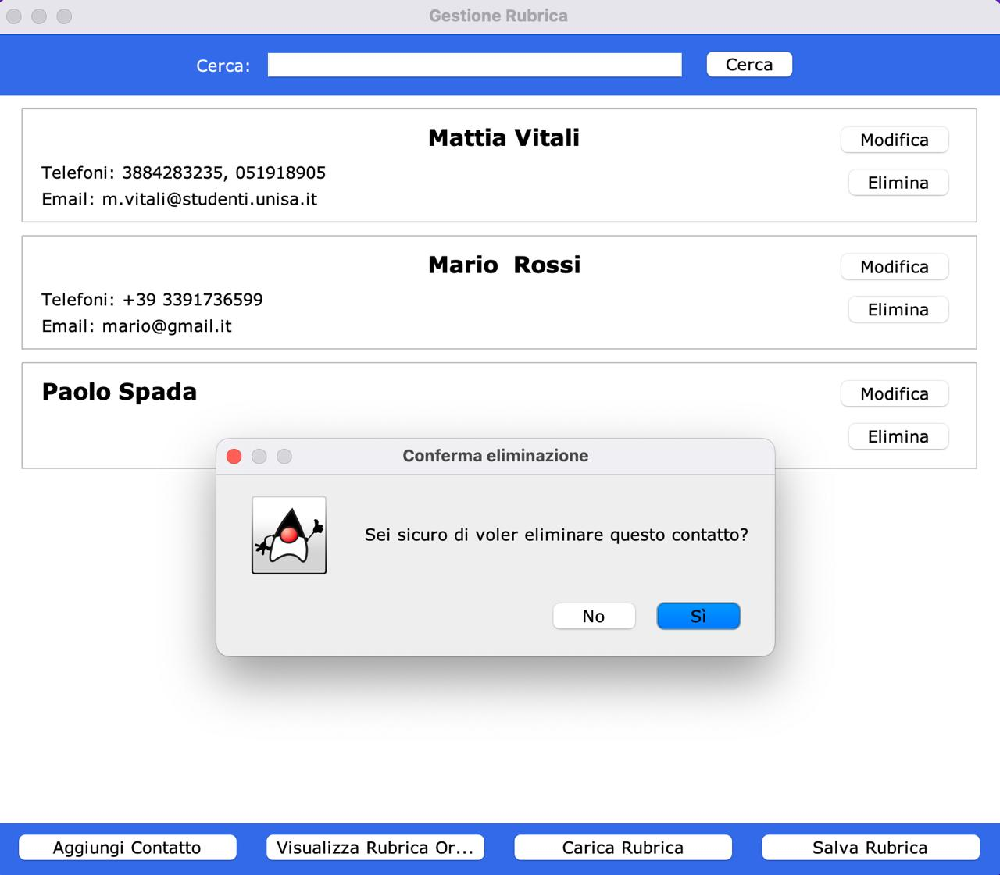 Gestione Rubrica
Cerca: Cerca
Mattia Vitali
Modifica
Telefoni: 3884283235, 051918905
Elimina
Email: m.vitali@studenti.unisa.it
Mario  Rossi
Modifica
Telefoni: +39 3391736599
Elimina
Email: mario@gmail.it
Paolo Spada
Modifica
Elimina
Conferma eliminazione
Sei sicuro di voler eliminare questo contatto?
No Sì
Aggiungi Contatto Visualizza Rubrica Or... Carica Rubrica Salva Rubrica